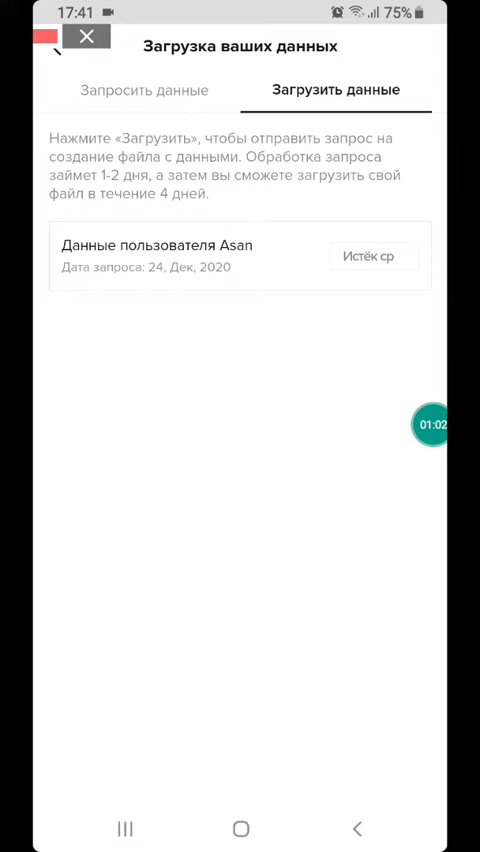 17:41 75%
Загрузка ваших данных
Запросить данные Загрузить данные
Нажмите «Загрузить», чтобы отправить запрос на
создание файла с данными. Обработка запроса
займет 1-2 дня, а затем вы сможете загрузить свой
файл в течение 4 дней.
Данные пользователя Asan
Дата запроса: 24, Дек, 2020
Истёк ср
01:02